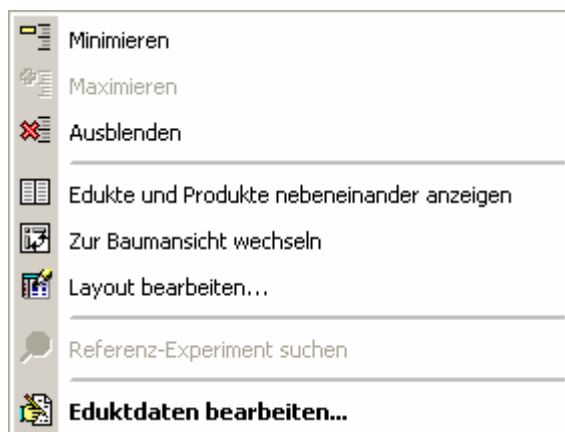 Minimieren
Maximieren
Ausblenden
Edukte und Produkte nebeneinander anzeigen
Zur Baumansicht wechseln
Layout bearbeiten...
Referenz-Experiment suchen
Eduktdaten bearbeiten...